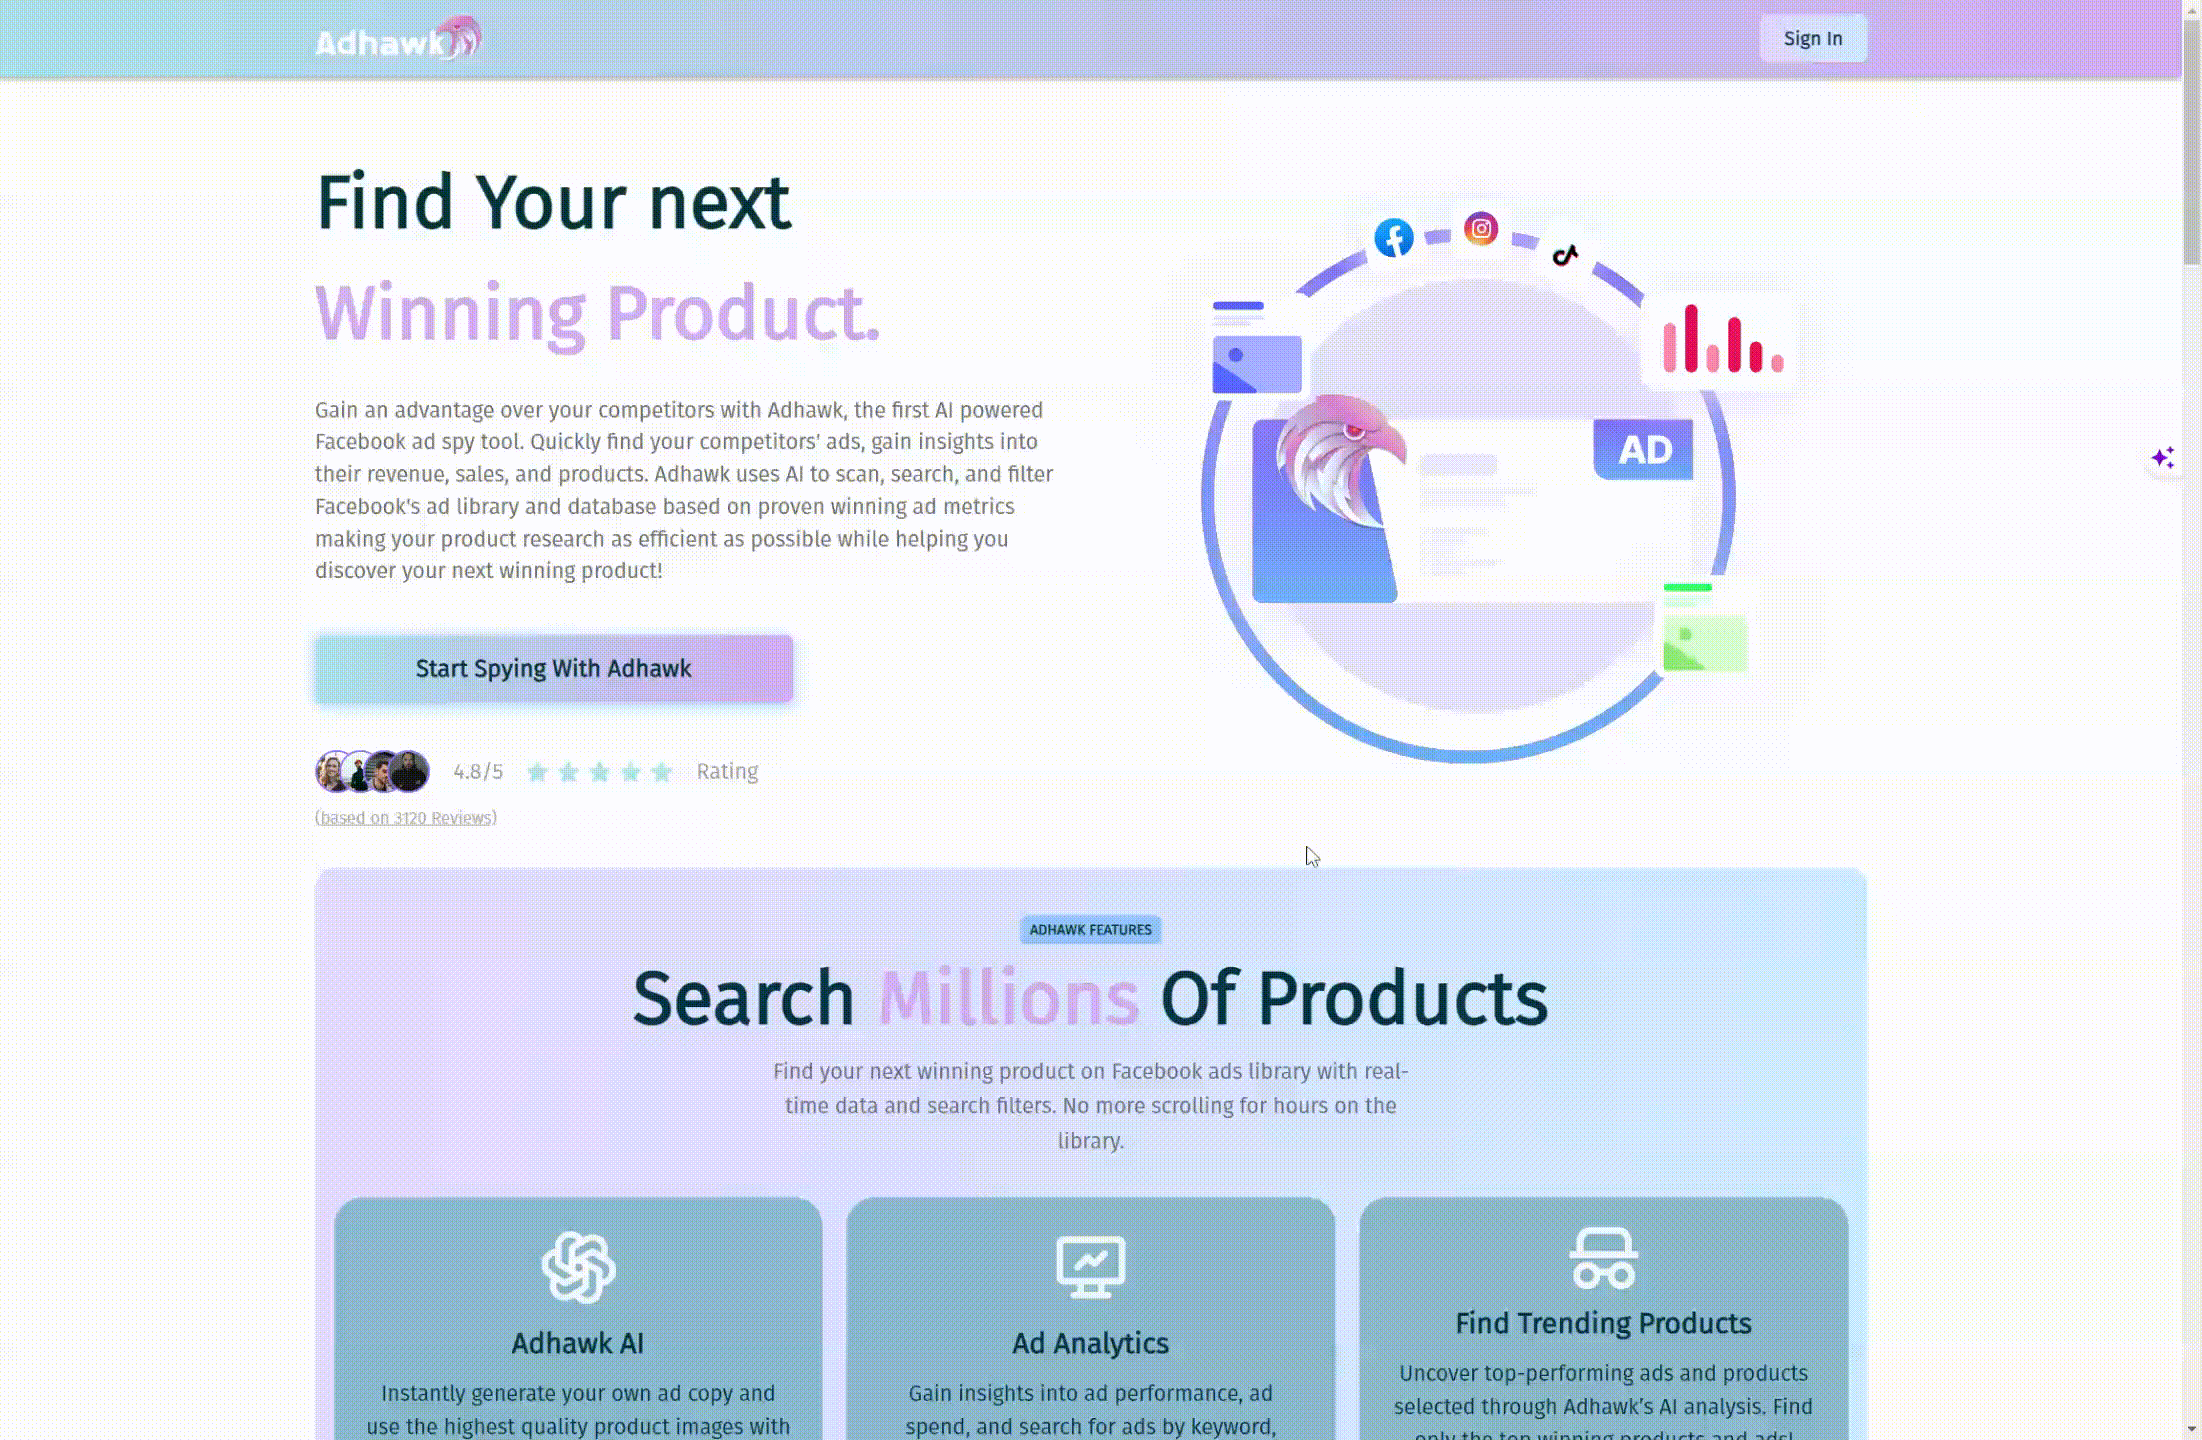 Adhawk
Sign In
Find Your next
Winning Product.
Gain an advantage over your competitors with Adhawk, the first AI powered
Facebook ad spy tool. Quickly find your competitors' ads, gain insights into
their revenue, sales, and products. Adhawk uses AI to scan, search, and filter
Facebook's ad library and database based on proven winning ad metrics
making your product research as efficient as possible while helping you
discover your next winning product!
AD
Start Spying With Adhawk
4.8/5 Rating
(based on 3120 Reviews)
ADHAWK FEATURES
Search Millions Of Products
Find your next winning product on Facebook ads library with real-
time data and search filters. No more scrolling for hours on the
library.
Adhawk AI
Instantly generate your own ad copy and
use the highest quality product images with
Ad Analytics
Gain insights into ad performance, ad
spend, and search for ads by keyword,
Find Trending Products
Uncover top-performing ads and products
selected through Adhawk's AI analysis. Find
only the top winning products and ads!